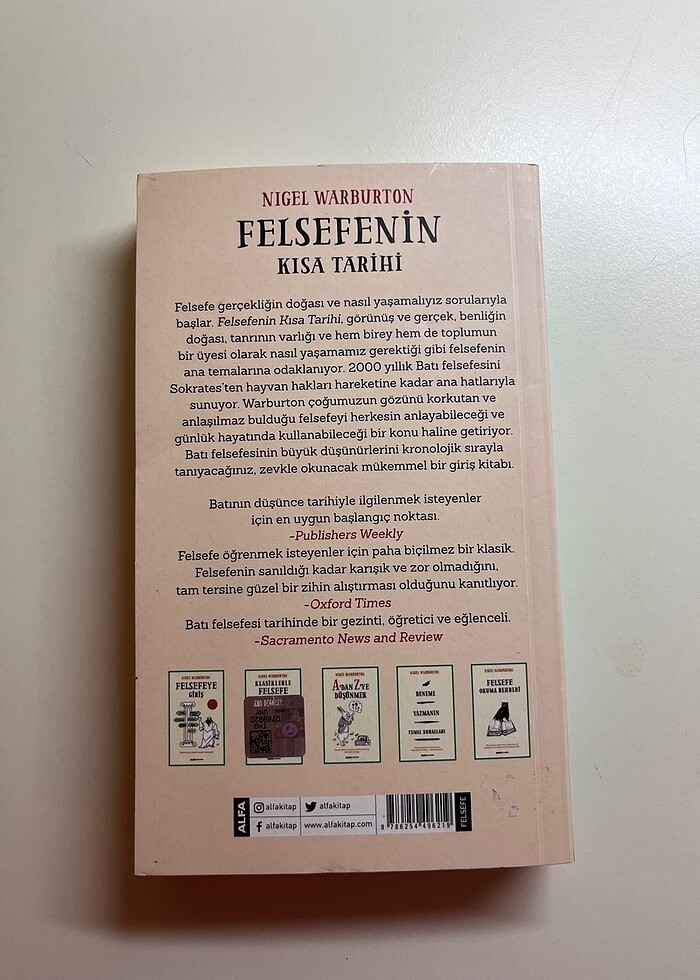 NIGEL WARBURTON
FELSEFENİN
KISA TARİHİ
Felsefe gerçekliğin doğası ve nasıl yaşamalıyız sorularıyla
başlar. Felsefenin Kısa Tarihi, görünüş ve gerçek, benliğin
doğası, tanrının varlığı ve hem birey hem de toplumun
bir üyesi olarak nasıl yaşamamız gerektiği gibi felsefenin
ana temalarına odaklanıyor. 2000 yıllık Batı felsefesini
Sokrates'ten hayvan hakları hareketine kadar ana hatlarıyla
sunuyor. Warburton çoğumuzun gözünü korkutan ve
anlaşılmaz bulduğu felsefeyi herkesin anlayabileceği ve
günlük hayatında kullanabileceği bir konu haline getiriyor.
Batı felsefesinin büyük düşünürlerini kronolojik sırayla
tanıyacağınız, zevkle okunacak mükemmel bir giriş kitabı.
Batının düşünce tarihiyle ilgilenmek isteyenler
için en uygun başlangıç noktası.
-Publishers Weekly
Felsefe öğrenmek isteyenler için paha biçilmez bir klasik.
Felsefenin sanıldığı kadar karışık ve zor olmadığını,
tam tersine güzel bir zihin alıştırması olduğunu kanıtlıyor.
-Oxford Times
Batı felsefesi tarihinde bir gezinti, öğretici ve eğlenceli.
-Sacramento News and Review
NIGEL WARBURTON
FELSEFEYE
GİRİŞ
NIGEL WARBURTON
KLASİKLERLE
FELSEFE
NIGEL WARBURTON
A'DAN Z'YE
DÜŞÜNMEK
NIGEL WARBURTON
DENEME
YAZMANIN
TEMEL KURALLARI
NIGEL WARBURTON
FELSEFE
OKUMA REHBERİ
ALFA
alfakitap
alfakitap
alfakitap
www.alfakitap.com
9 786254 496219
FELSEFE